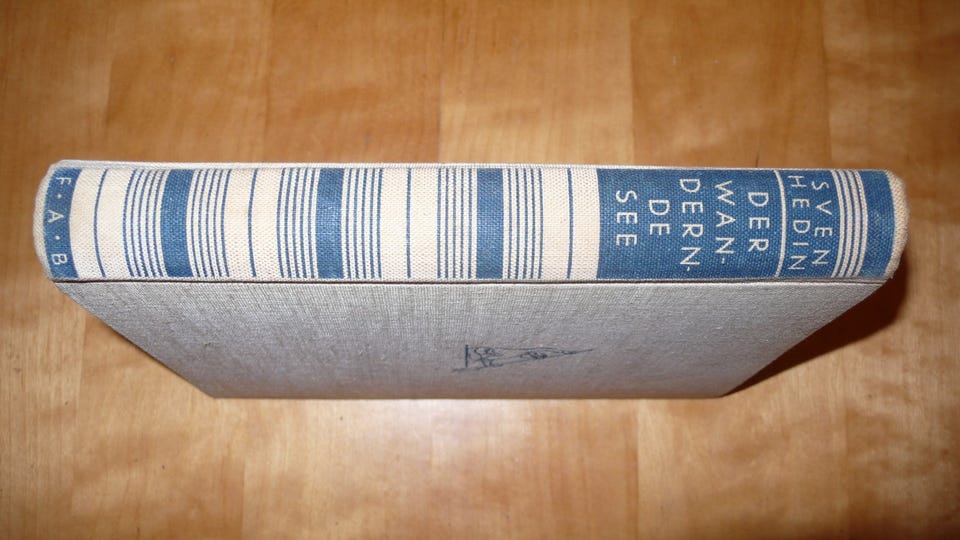 SVEN
HEDIN
DER
WAN-
DERN-
DE
SEE
F·A·B